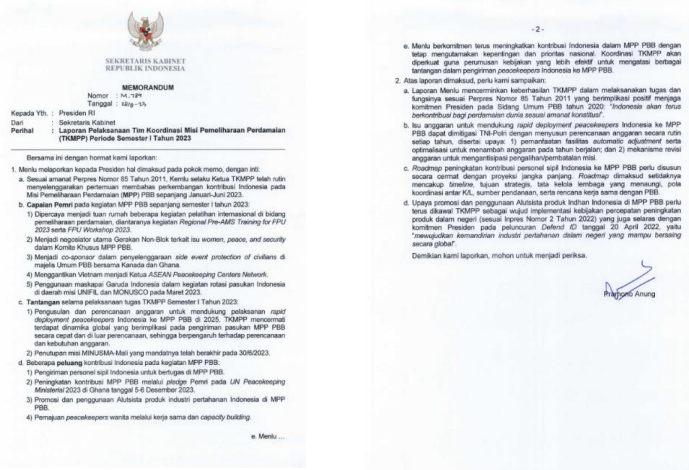 SEKRETARIS KABINET
REPUBLIK INDONESIA
MEMORANDUM
Nomor :
Tanggal :
Kepada Yth. : Presiden RI
Dari : Sekretaris Kabinet
Perihal : Laporan Pelaksanaan Tim Koordinasi Misi Pemeliharaan Perdamaian
(TKMPP) Periode Semester I Tahun 2023
Bersama ini dengan hormat kami laporkan:
1. Menlu melaporkan kepada Presiden hal dimaksud pada pokok memo, dengan inti:
a. Sesuai amanat Perpres Nomor 85 Tahun 2011, Kemlu selaku Ketua TKMPP telah rutin
menyelenggarakan pertemuan membahas perkembangan kontribusi Indonesia pada
Misi Pemeliharaan Perdamaian (MPP) PBB sepanjang Januari-Juni 2023.
b. Capaian Pemri pada kegiatan MPP PBB sepanjang semester I tahun 2023:
1) Dipercaya menjadi tuan rumah beberapa kegiatan pelatihan internasional di bidang
pemeliharaan perdamaian, diantaranya kegiatan Regional Pre-AMS Training for FPU
2023 serta FPU Workshop 2023.
2) Menjadi negosiator utama Gerakan Non-Blok terkait isu women, peace, and security
dalam Komite Khusus MPP PBB.
3) Menjadi co-sponsor dalam penyelenggaraan side event protection of civilians di
majelis Umum PBB bersama Kanada dan Ghana.
4) Menggantikan Vietnam menjadi Ketua ASEAN Peacekeeping Centers Network.
5) Penggunaan maskapai Garuda Indonesia dalam kegiatan rotasi pasukan Indonesia
di daerah misi UNIFIL dan MONUSCO pada Maret 2023.
c. Tantangan selama pelaksanaan tugas TKMPP Semester I Tahun 2023:
1) Pengusulan dan perencanaan anggaran untuk mendukung pelaksanaan rapid
deployment peacekeepers Indonesia ke MPP PBB di 2025. TKMPP mencermati
terdapat dinamika global yang berimplikasi pada pengiriman pasukan MPP PBB
secara cepat dan di luar perencanaan, sehingga berpengaruh terhadap perencanaan
dan kebutuhan anggaran.
2) Penutupan misi MINUSMA-Mali yang mandatnya telah berakhir pada 30/6/2023.
d. Beberapa peluang kontribusi Indonesia pada kegiatan MPP PBB:
1) Pengiriman personel sipil Indonesia untuk bertugas di MPP PBB.
2) Peningkatan kontribusi MPP PBB melalui pledge Pemri pada UN Peacekeeping
Ministerial 2023 di Ghana tanggal 5-6 Desember 2023.
3) Promosi dan penggunaan Alutsista produk industri pertahanan Indonesia di MPP
PBB.
4) Pemajuan peacekeepers wanita melalui kerja sama dan capacity building.
e. Menlu ...
-2-
e. Menlu berkomitmen terus meningkatkan kontribusi Indonesia dalam MPP PBB dengan
tetap mengutamakan kepentingan dan prioritas nasional. Koordinasi TKMPP akan
diperkuat guna perumusan kebijakan yang lebih efektif untuk mengatasi berbagai
tantangan dalam pengiriman peacekeepers Indonesia ke MPP PBB.
2. Atas laporan dimaksud, perlu kami sampaikan:
a. Laporan Menlu mencerminkan keberhasilan TKMPP dalam melaksanakan tugas dan
fungsinya sesuai Perpres Nomor 85 Tahun 2011 yang berimplikasi positif menjaga
komitmen Presiden pada Sidang Umum PBB tahun 2020: "Indonesia akan terus
berkontribusi bagi perdamaian dunia sesuai amanat konstitusi".
b. Isu anggaran untuk mendukung rapid deployment peacekeepers Indonesia ke MPP
PBB dapat dimitigasi TNI-Polri dengan menyusun perencanaan anggaran secara rutin
setiap tahun, disertai upaya: 1) pemanfaatan fasilitas automatic adjustment serta
optimalisasi untuk menambah anggaran pada tahun berjalan; dan 2) mekanisme revisi
anggaran untuk mengantisipasi pengalihan/pembatalan misi.
c. Roadmap peningkatan kontribusi personel sipil Indonesia ke MPP PBB perlu disusun
secara cermat dengan proyeksi jangka panjang. Roadmap dimaksud setidaknya
mencakup timeline, tujuan strategis, tata kelola lembaga yang menaungi, pola
koordinasi antar K/L, sumber pendanaan, serta rencana kerja sama dengan PBB.
d. Upaya promosi dan penggunaan Alutsista produk Indhan Indonesia di MPP PBB perlu
terus dikawal TKMPP sebagai wujud implementasi kebijakan percepatan peningkatan
produk dalam negeri (sesuai Inpres Nomor 2 Tahun 2022) yang juga selaras dengan
komitmen Presiden pada peluncuran Defend ID tanggal 20 April 2022, yaitu
"mewujudkan kemandirian industri pertahanan dalam negeri yang mampu bersaing
secara global".
Demikian kami laporkan, mohon untuk menjadi periksa.
Pramono Anung